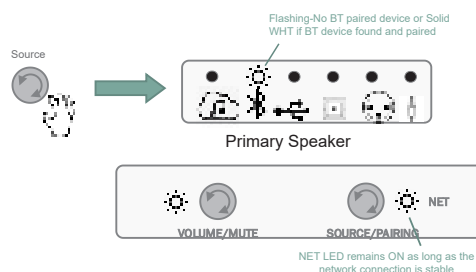 Flashing-No BT paired device or Solid
WHT if BT device found and paired
Source
Primary Speaker
NET
VOLUME/MUTE
SOURCE/PAIRING
NET LED remains ON as long as the
network connection is stable